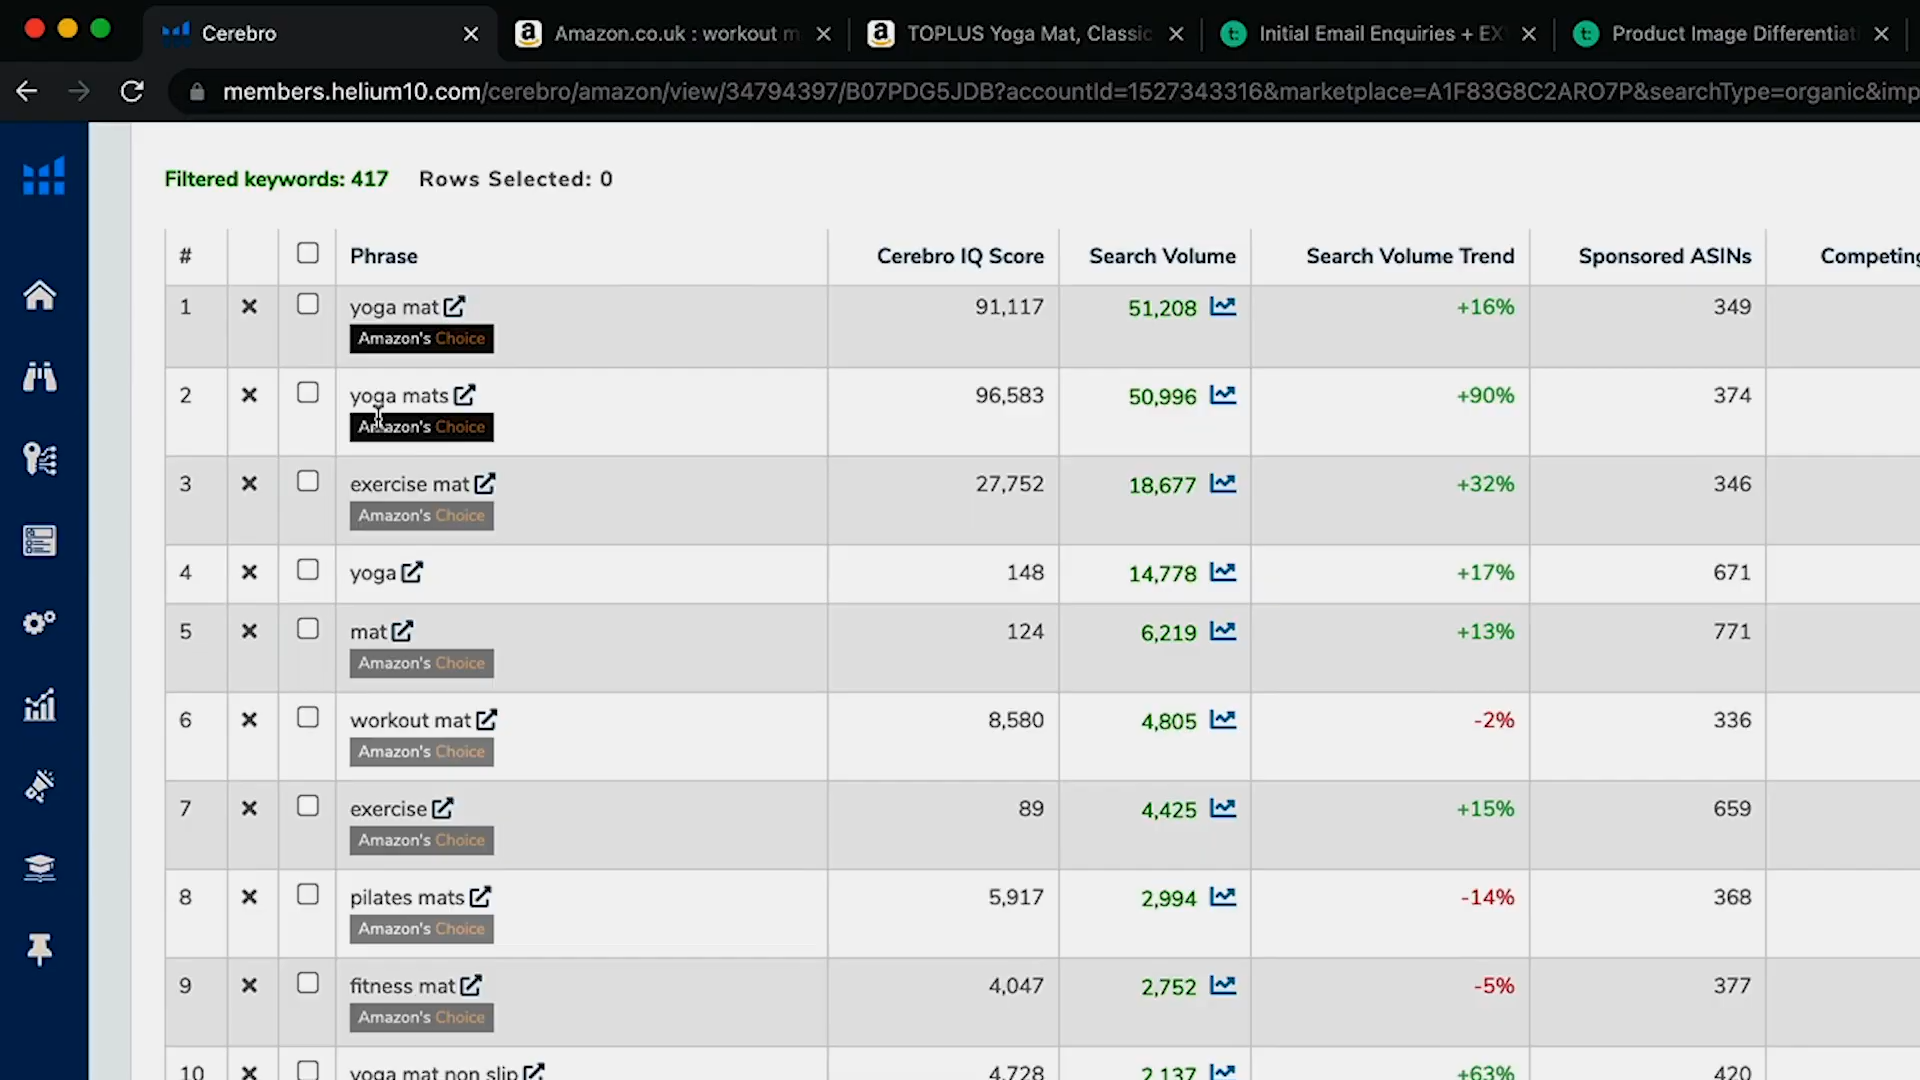 Cerebro
Amazon.co.uk : workout m
TOPLUS Yoga Mat, Classic
Initial Email Enquiries + EX
Product Image Differentiat
members.helium10.com/cerebro/amazon/view/34794397/B07PDG5JDB?accountId=1527343316&marketplace=A1F83G8C2ARO7P&searchType=organic&imp
Filtered keywords: 417 Rows Selected: 0
# Phrase Cerebro IQ Score Search Volume Search Volume Trend Sponsored ASINs Competing
1 yoga mat 91,117 51,208 +16% 349
Amazon's Choice
2 yoga mats 96,583 50,996 +90% 374
Amazon's Choice
3 exercise mat 27,752 18,677 +32% 346
Amazon's Choice
4 yoga 148 14,778 +17% 671
5 mat 124 6,219 +13% 771
Amazon's Choice
6 workout mat 8,580 4,805 -2% 336
Amazon's Choice
7 exercise 89 4,425 +15% 659
Amazon's Choice
8 pilates mats 5,917 2,994 -14% 368
Amazon's Choice
9 fitness mat 4,047 2,752 -5% 377
Amazon's Choice
10 yoga mat non slip 4,728 2,137 +63% 420